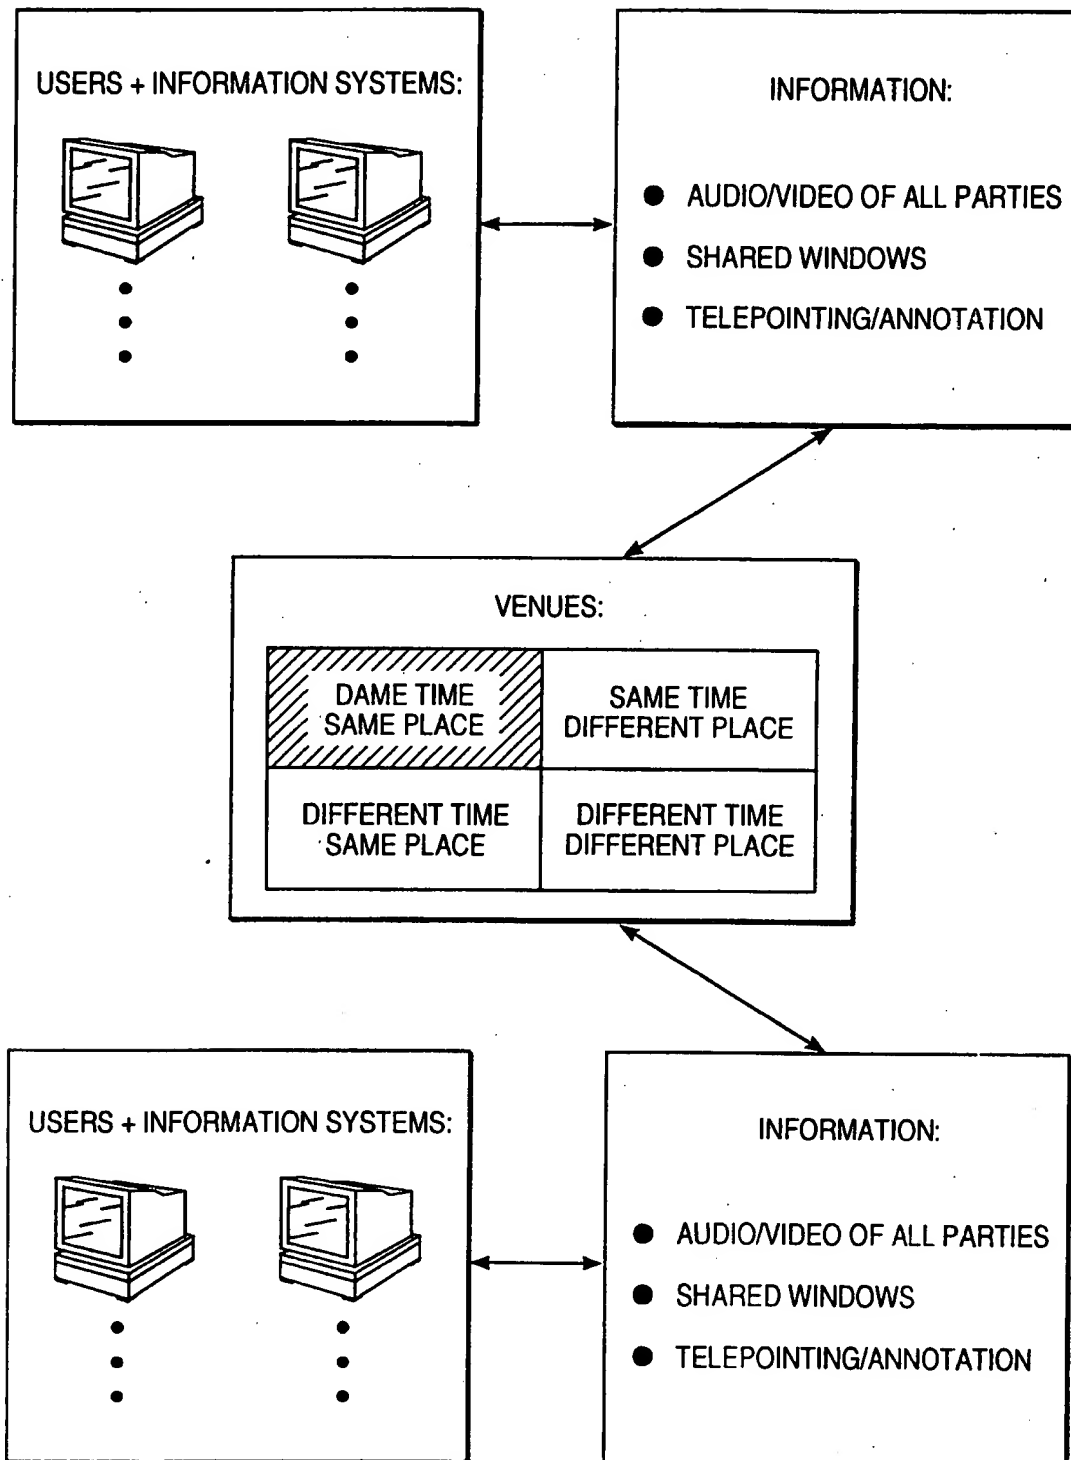 USERS + INFORMATION SYSTEMS:
INFORMATION:
● AUDIO/VIDEO OF ALL PARTIES
● SHARED WINDOWS
● TELEPOINTING/ANNOTATION
VENUES:
DAME TIME
SAME PLACE
SAME TIME
DIFFERENT PLACE
DIFFERENT TIME
SAME PLACE
DIFFERENT TIME
DIFFERENT PLACE
USERS + INFORMATION SYSTEMS:
INFORMATION:
● AUDIO/VIDEO OF ALL PARTIES
● SHARED WINDOWS
● TELEPOINTING/ANNOTATION